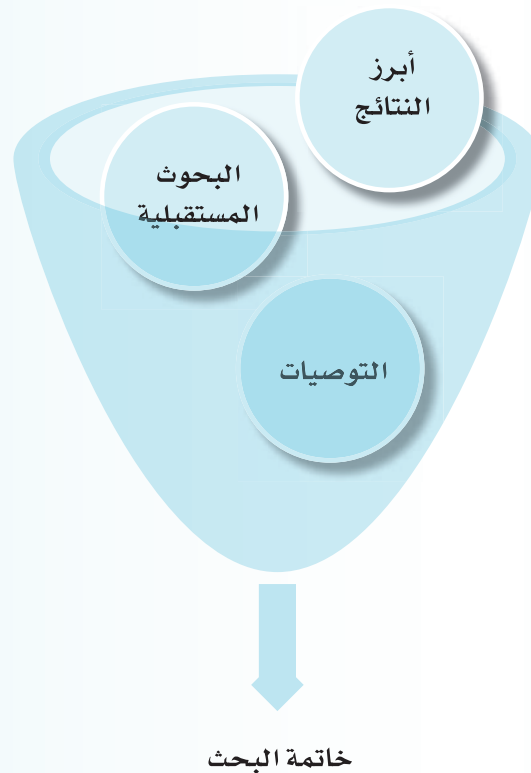 أبرز
النتائج
البحوث
المستقبلية
التوصيات
خاتمة البحث